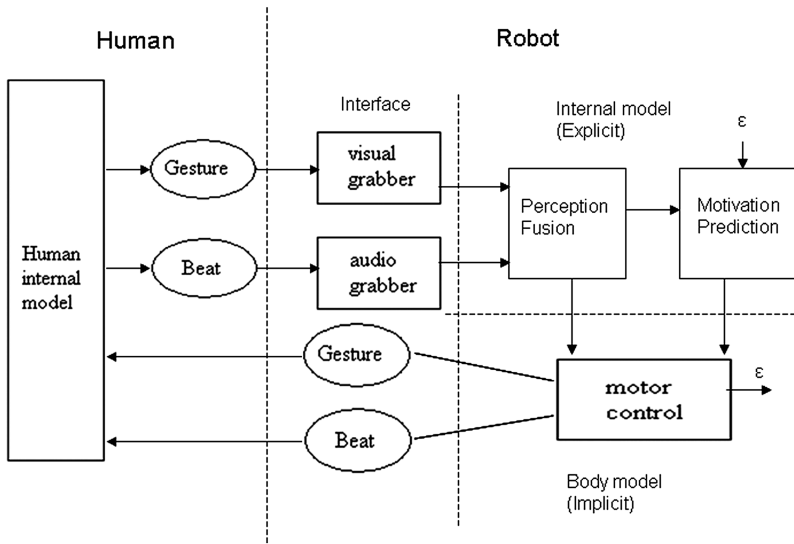 Human
Robot
Interface
Internal model
(Explicit)
ε
Gesture
visual
grabber
Perception
Fusion
Motivation
Prediction
Human
internal
model
Beat
audio
grabber
Gesture
ε
motor
control
Beat
Body model
(Implicit)